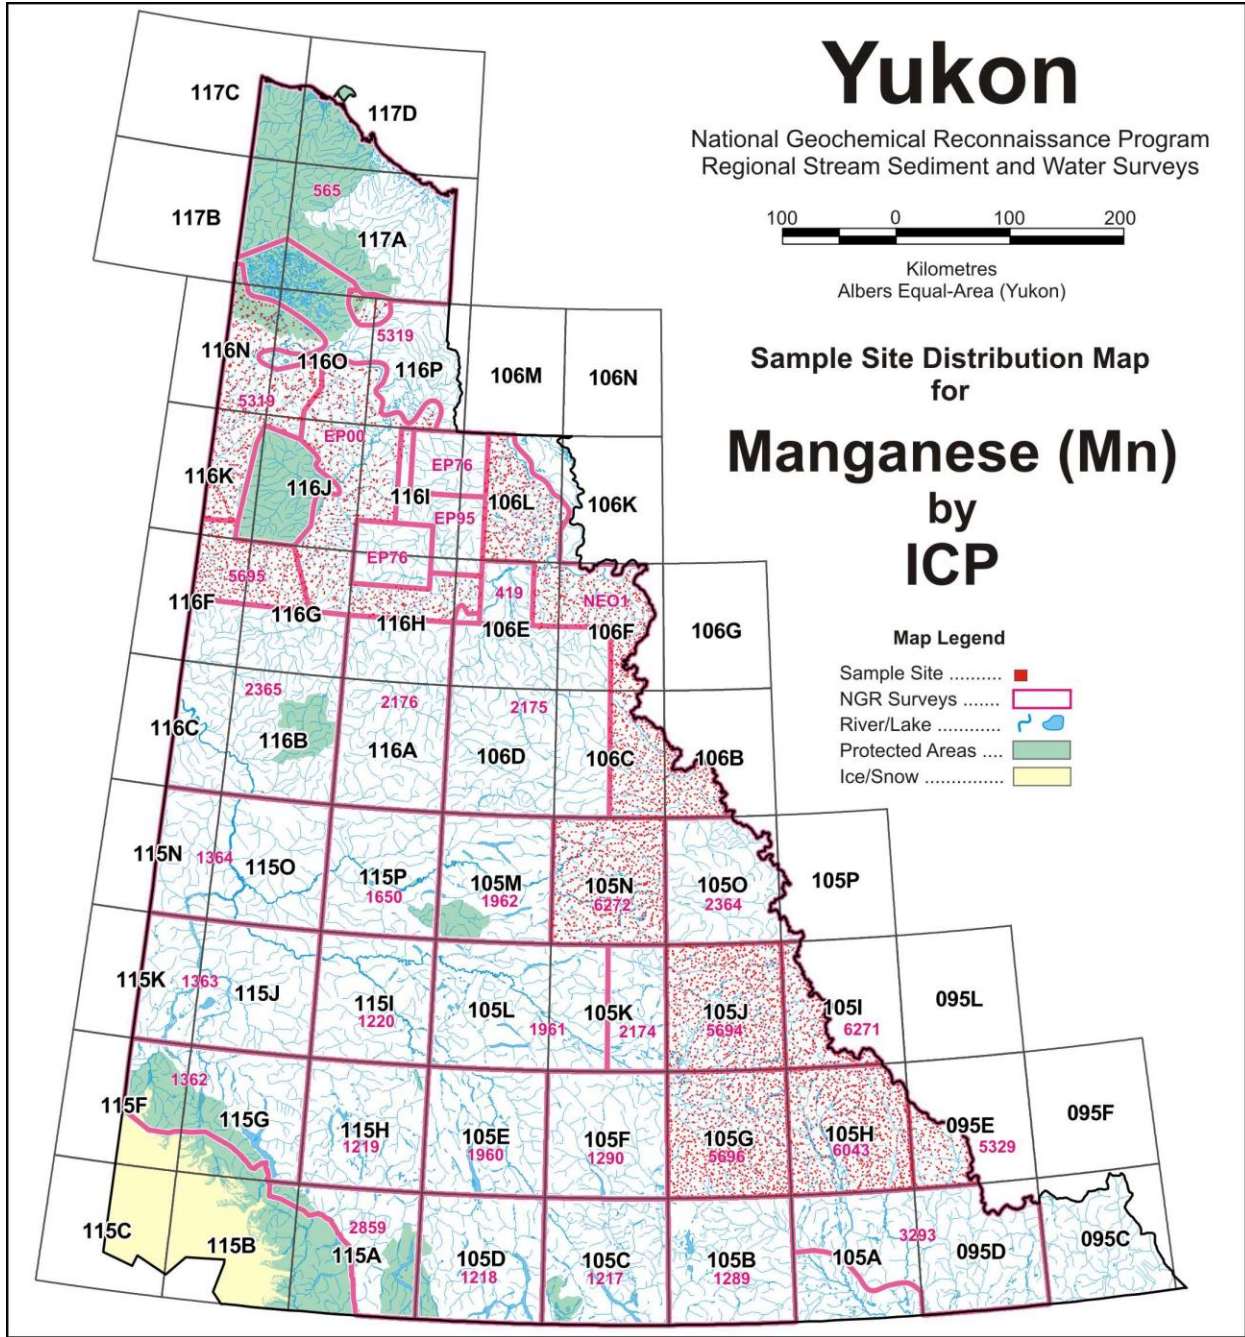 Yukon
National Geochemical Reconnaissance Program
Regional Stream Sediment and Water Surveys
100 0 100 200
Kilometres
Albers Equal-Area (Yukon)
Sample Site Distribution Map
for
Manganese (Mn)
by
ICP
Map Legend
Sample Site ..........
NGR Surveys .......
River/Lake ............
Protected Areas ....
Ice/Snow ...............
117C
117D
565
117B
117A
5319
116N
116O
116P
106M
106N
5319
EP00
EP76
116K
116J
116I
106L
106K
EP95
EP76
5695
419
NEO1
116F
116G
116H
106E
106F
106G
2365
2176
2175
116C
116B
116A
106D
106C
106B
115N
1364
115O
115P
1650
105M
1962
105N
6272
105O
2364
105P
115K
1363
115J
115I
1220
105L
1961
105K
2174
105J
5694
105I
6271
095L
1362
115F
115G
115H
1219
105E
1960
105F
1290
105G
5696
105H
6043
095E
5329
095F
115C
115B
2859
115A
105D
1218
105C
1217
105B
1289
105A
3293
095D
095C